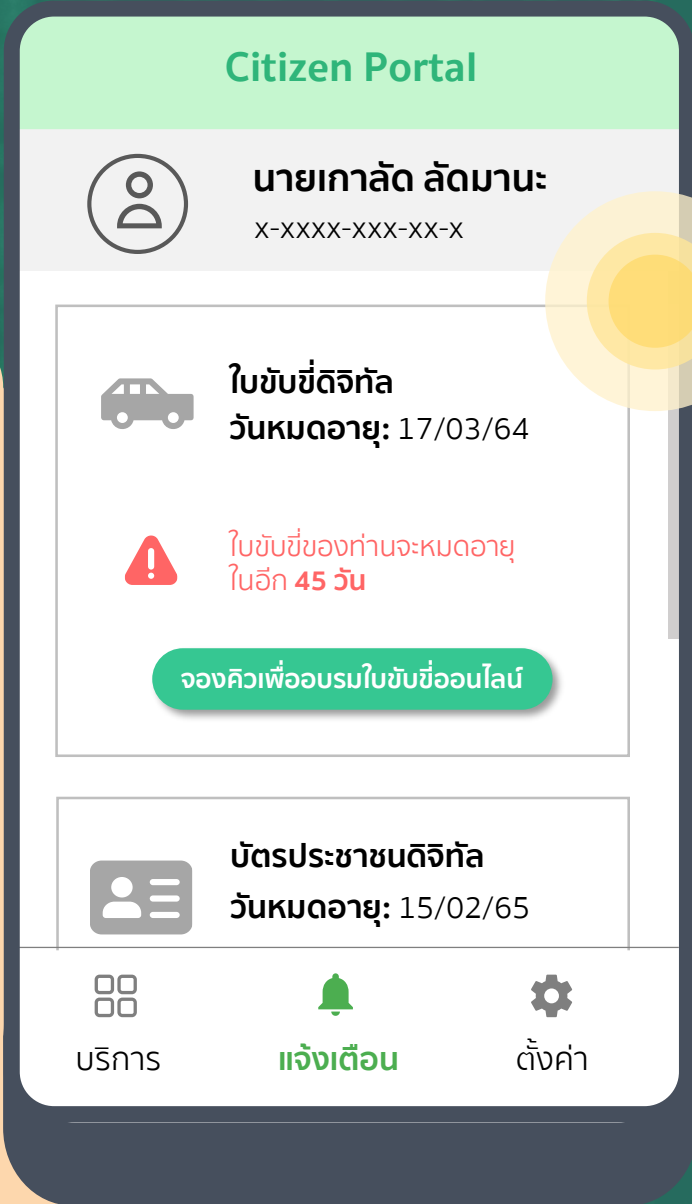 Citizen Portal
นายเกาลัด ลัดมานะ
x-xxxx-xxx-xx-x
ใบขับขี่ดิจิทัล
วันหมดอายุ: 17/03/64
ใบขับขี่ของท่านจะหมดอายุ
ในอีก 45 วัน
จองคิวเพื่ออบรมใบขับขี่ออนไลน์
บัตรประชาชนดิจิทัล
วันหมดอายุ: 15/02/65
บริการ แจ้งเตือน ตั้งค่า